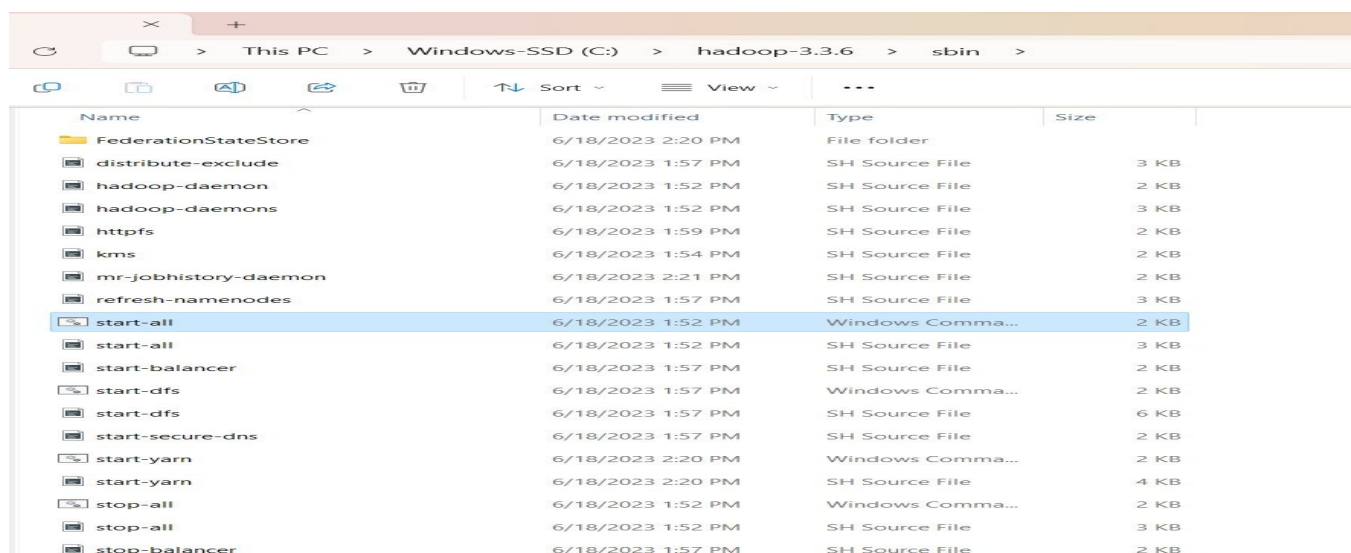 This PC > Windows-SSD (C:) > hadoop-3.3.6 > sbin >
Sort View ...
Name Date modified Type Size
FederationStateStore 6/18/2023 2:20 PM File folder
distribute-exclude 6/18/2023 1:57 PM SH Source File 3 KB
hadoop-daemon 6/18/2023 1:52 PM SH Source File 2 KB
hadoop-daemons 6/18/2023 1:52 PM SH Source File 3 KB
httpfs 6/18/2023 1:59 PM SH Source File 2 KB
kms 6/18/2023 1:54 PM SH Source File 2 KB
mr-jobhistory-daemon 6/18/2023 2:21 PM SH Source File 2 KB
refresh-namenodes 6/18/2023 1:57 PM SH Source File 3 KB
start-all 6/18/2023 1:52 PM Windows Comma... 2 KB
start-all 6/18/2023 1:52 PM SH Source File 3 KB
start-balancer 6/18/2023 1:57 PM SH Source File 2 KB
start-dfs 6/18/2023 1:57 PM Windows Comma... 2 KB
start-dfs 6/18/2023 1:57 PM SH Source File 6 KB
start-secure-dns 6/18/2023 1:57 PM SH Source File 2 KB
start-yarn 6/18/2023 2:20 PM Windows Comma... 2 KB
start-yarn 6/18/2023 2:20 PM SH Source File 4 KB
stop-all 6/18/2023 1:52 PM Windows Comma... 2 KB
stop-all 6/18/2023 1:52 PM SH Source File 3 KB
stop-balancer 6/18/2023 1:57 PM SH Source File 2 KB